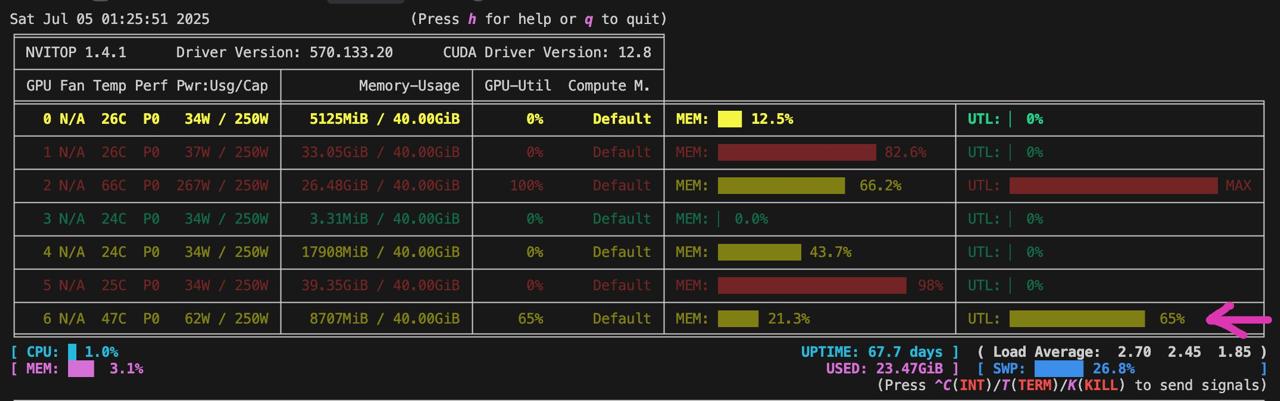 Sat Jul 05 01:25:51 2025 (Press h for help or q to quit)
NVITOP 1.4.1 Driver Version: 570.133.20 CUDA Driver Version: 12.8
GPU Fan Temp Perf Pwr:Usg/Cap Memory-Usage GPU-Util Compute M.
0 N/A 26C P0 34W / 250W 5125MiB / 40.00GiB 0% Default MEM: 12.5% UTL: 0%
1 N/A 26C P0 37W / 250W 33.05GiB / 40.00GiB 0% Default MEM: 82.6% UTL: 0%
2 N/A 66C P0 267W / 250W 26.48GiB / 40.00GiB 100% Default MEM: 66.2% UTL: MAX
3 N/A 24C P0 34W / 250W 3.31MiB / 40.00GiB 0% Default MEM: 0.0% UTL: 0%
4 N/A 24C P0 34W / 250W 17908MiB / 40.00GiB 0% Default MEM: 43.7% UTL: 0%
5 N/A 25C P0 34W / 250W 39.35GiB / 40.00GiB 0% Default MEM: 98% UTL: 0%
6 N/A 47C P0 62W / 250W 8707MiB / 40.00GiB 65% Default MEM: 21.3% UTL: 65%
[ CPU: 1.0% UPTIME: 67.7 days ] ( Load Average: 2.70 2.45 1.85 )
[ MEM: 3.1% USED: 23.47GiB ] [ SWP: 26.8% ]
(Press ^C(INT)/T(TERM)/K(KILL) to send signals)